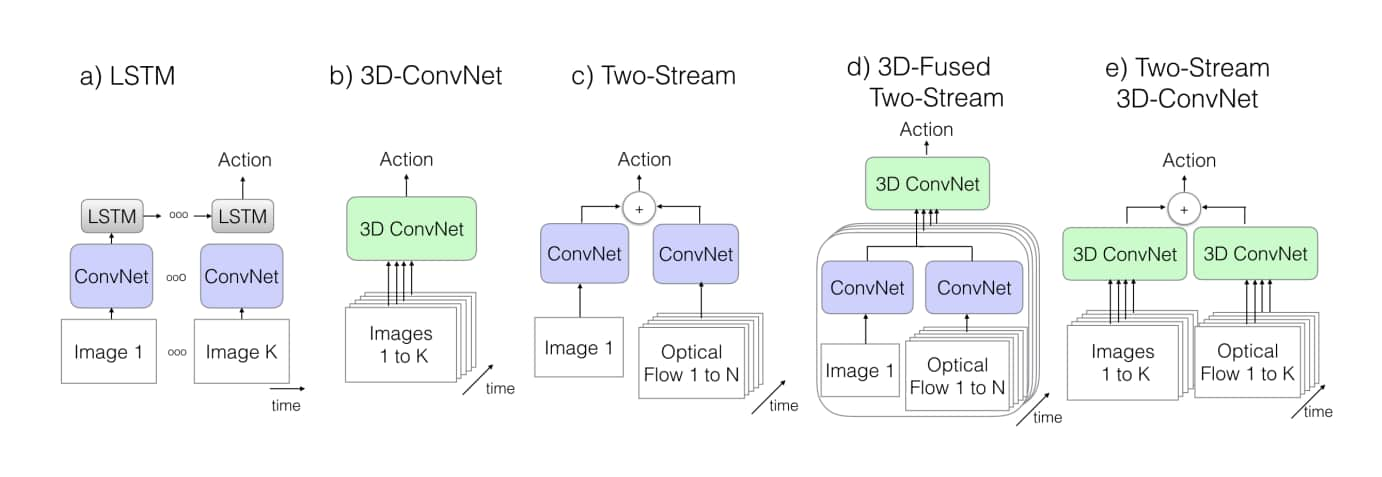 a) LSTM
Action
LSTM ooo LSTM
ConvNet ooo ConvNet
Image 1 ooo Image K
time
b) 3D-ConvNet
Action
3D ConvNet
Images
1 to K
time
c) Two-Stream
Action
+
ConvNet ConvNet
Image 1
Optical
Flow 1 to N
time
d) 3D-Fused
Two-Stream
Action
3D ConvNet
ConvNet ConvNet
Image 1
Optical
Flow 1 to N
time
e) Two-Stream
3D-ConvNet
Action
+
3D ConvNet 3D ConvNet
Images
1 to K
Optical
Flow 1 to K
time